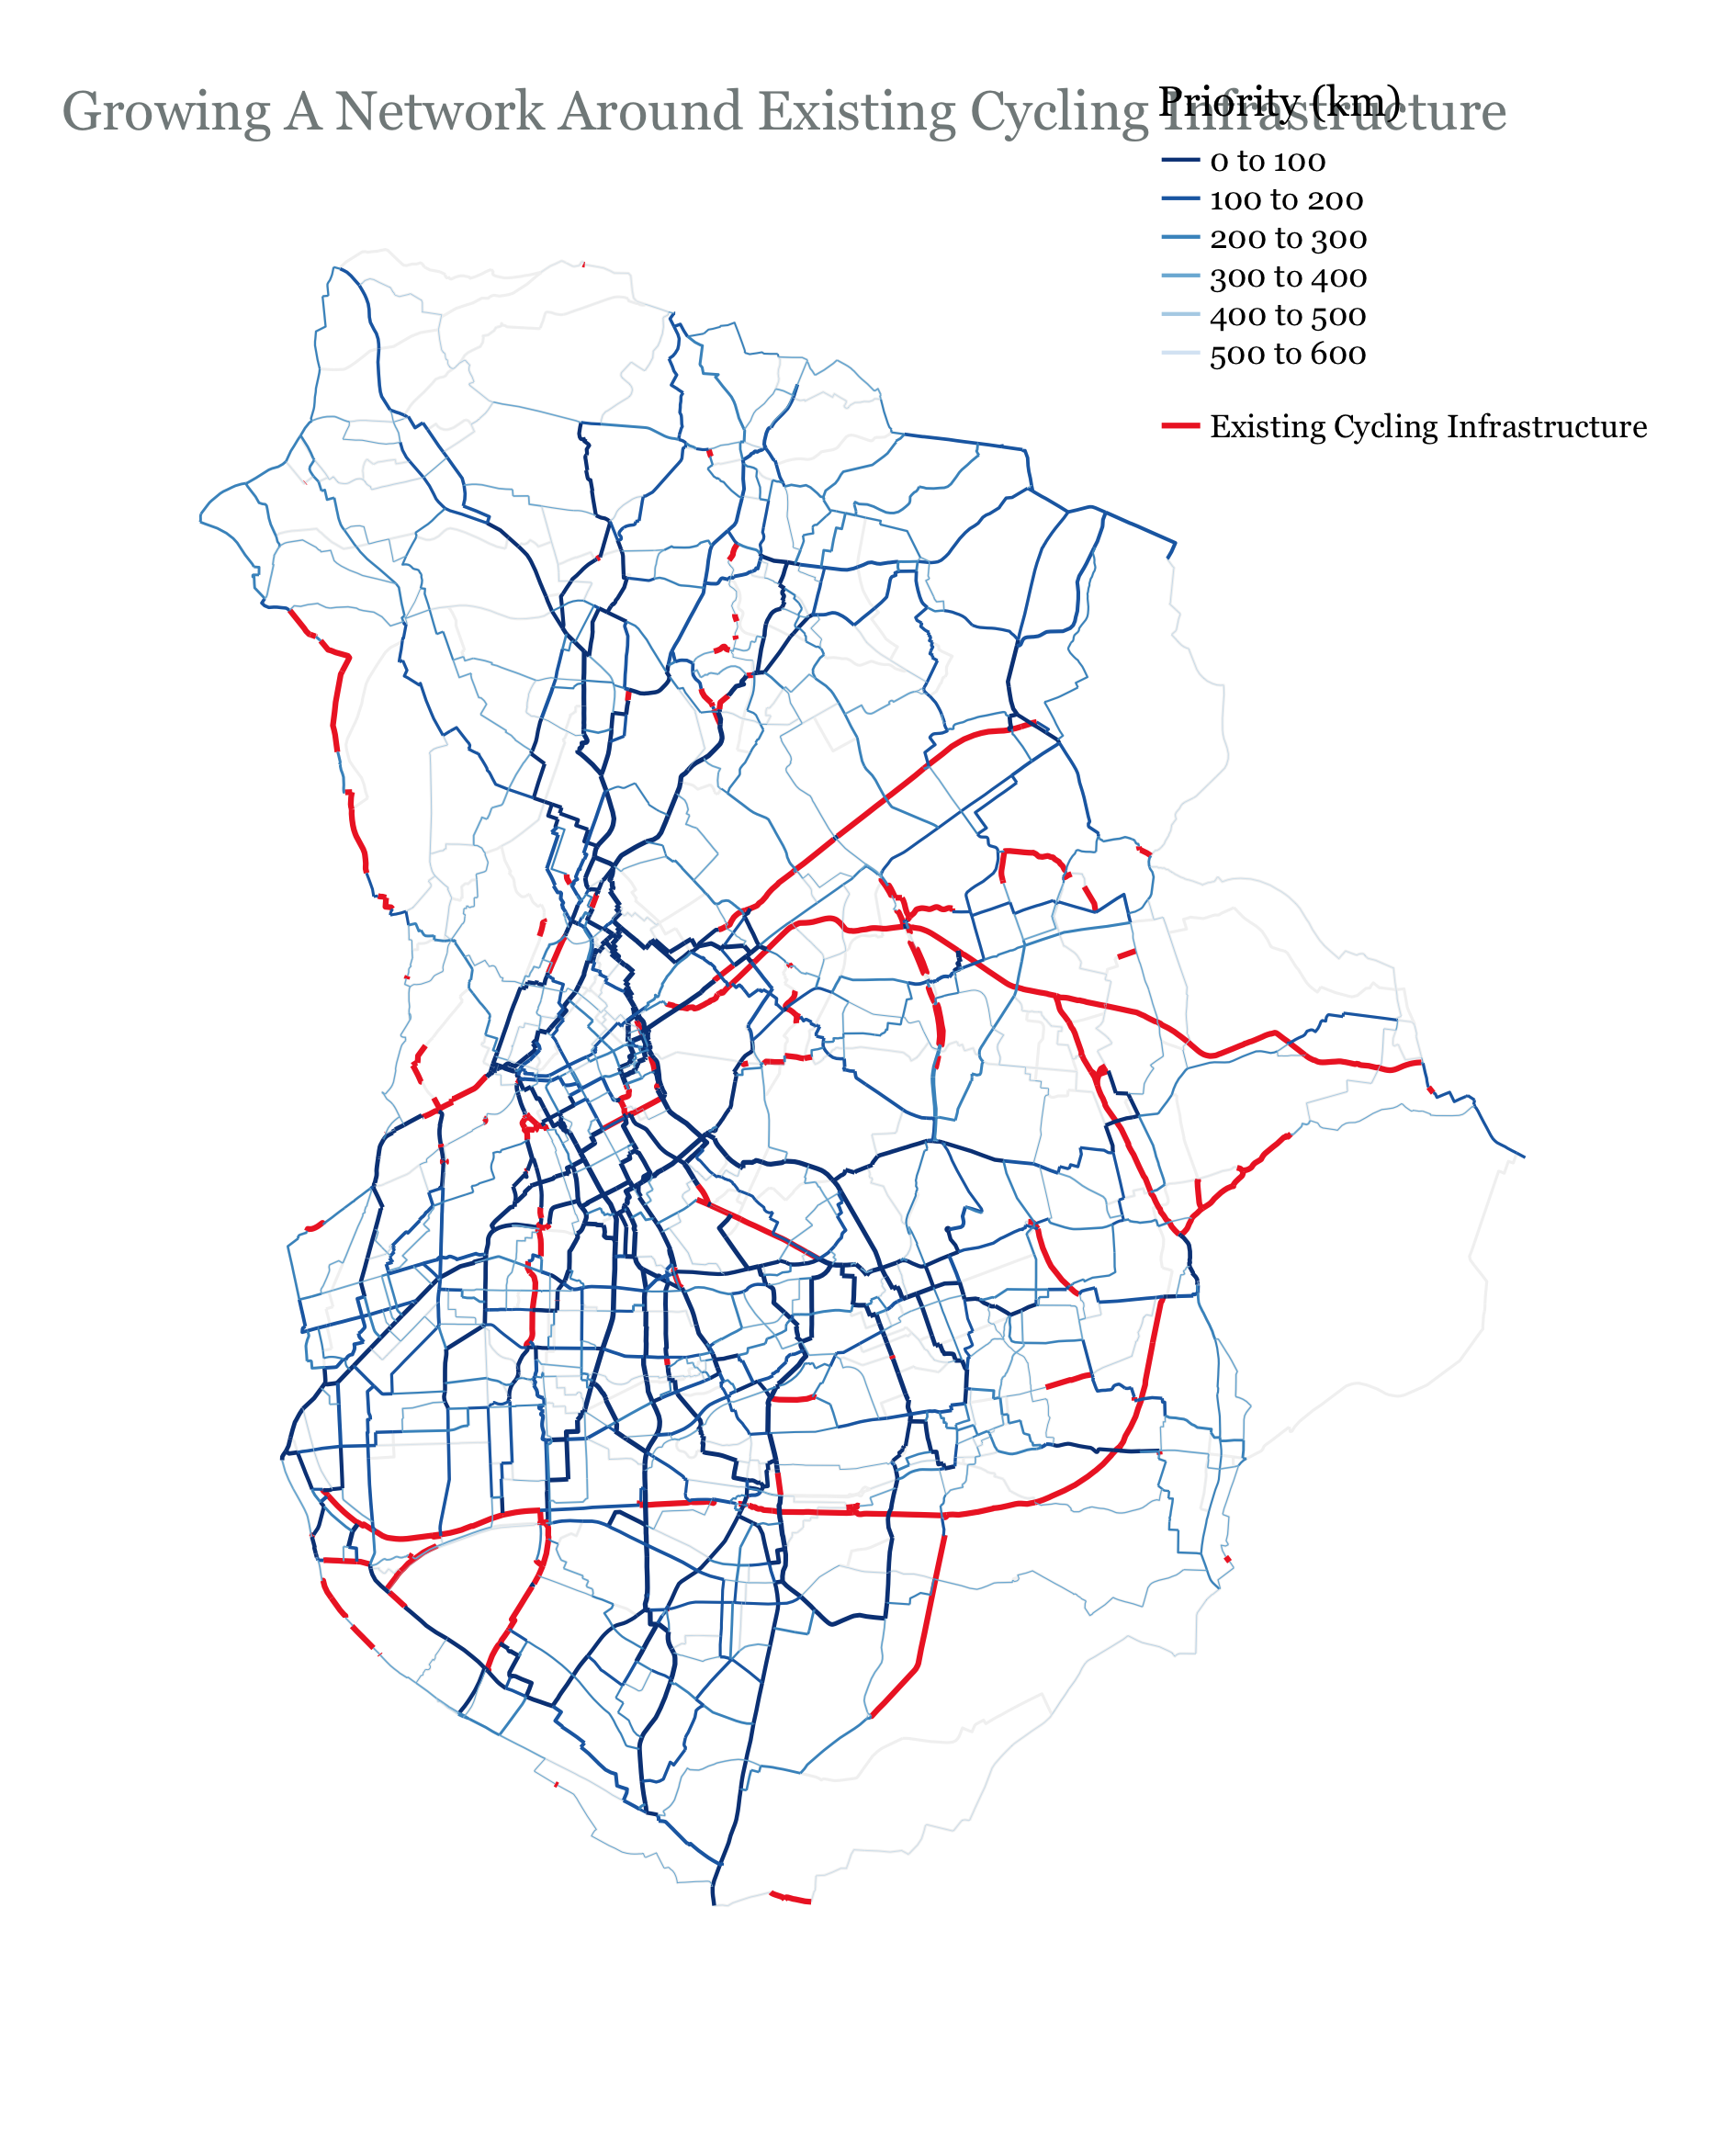 Growing A Network Around Existing Cycling Infrastructure
Priority (km)
0 to 100
100 to 200
200 to 300
300 to 400
400 to 500
500 to 600
Existing Cycling Infrastructure